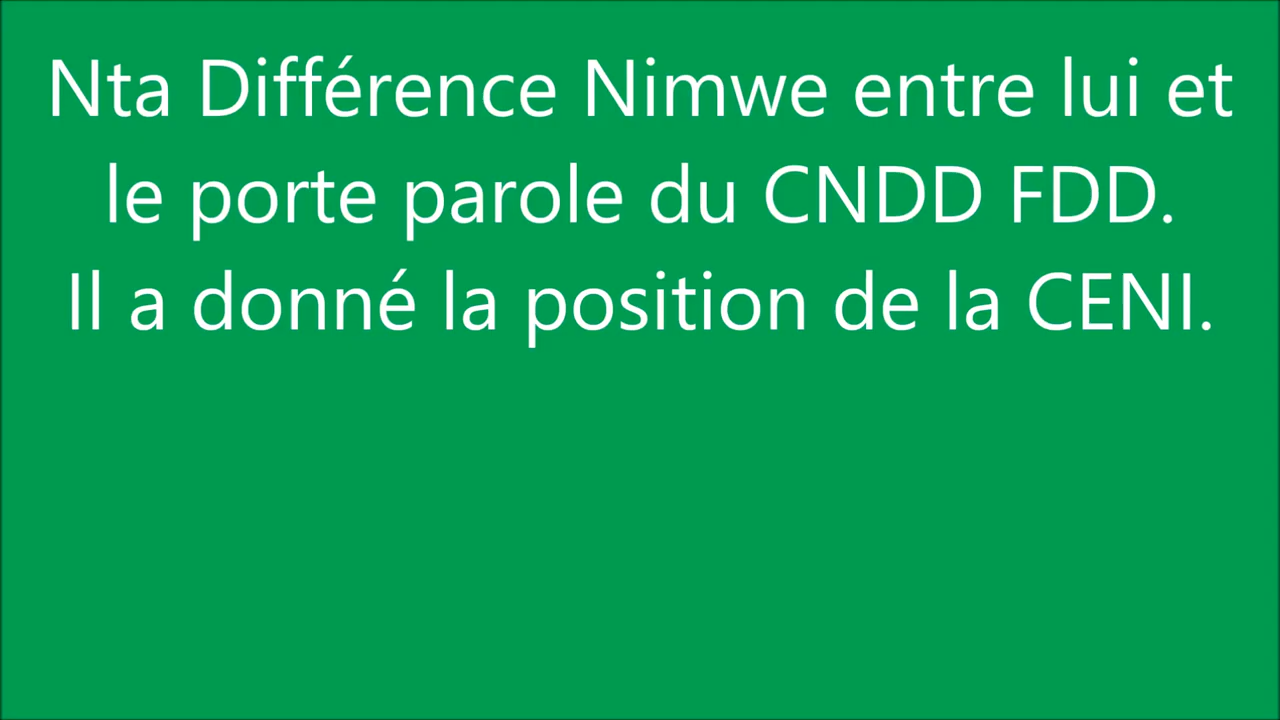 Nta Différence Nimwe entre lui et
le porte parole du CNDD FDD.
Il a donné la position de la CENI.